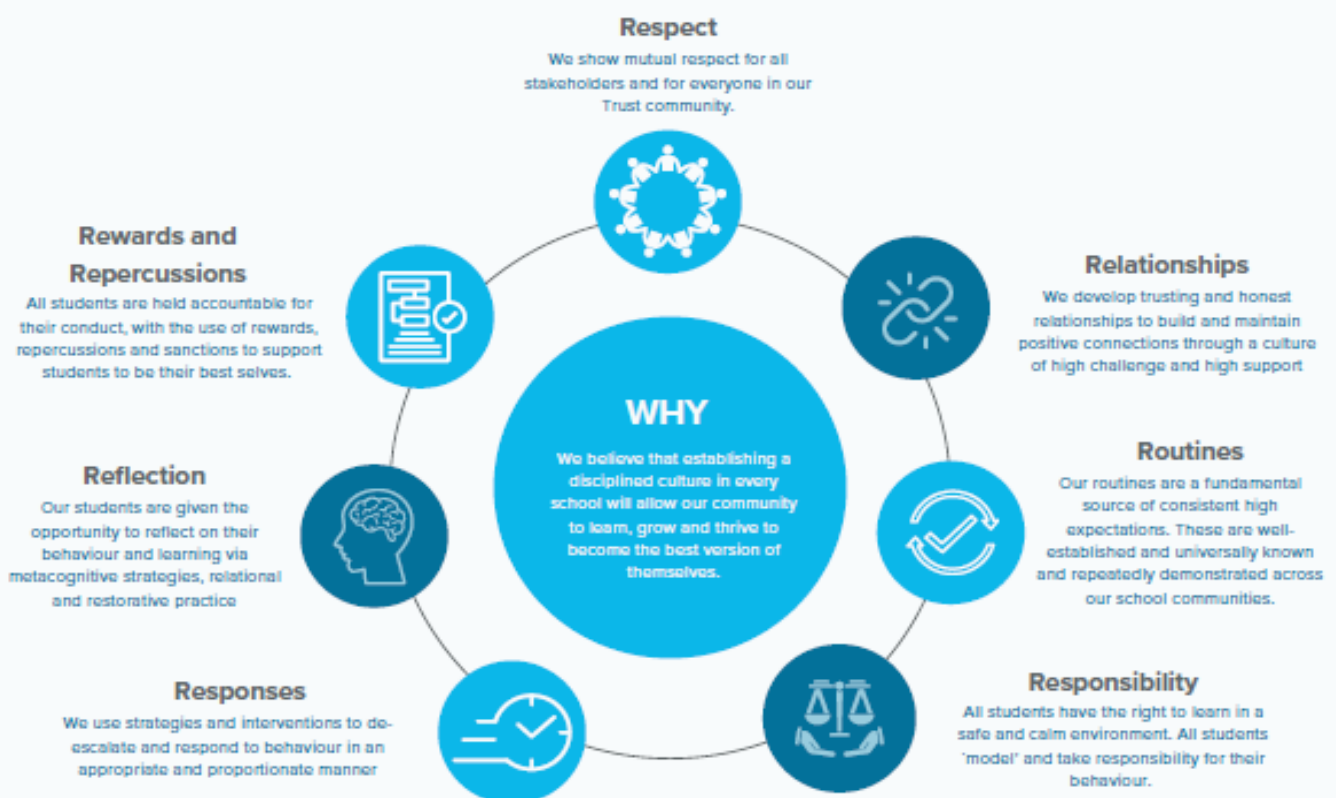 Respect
We show mutual respect for all
stakeholders and for everyone in our
Trust community.
Relationships
We develop trusting and honest
relationships to build and maintain
positive connections through a culture
of high challenge and high support
Routines
Our routines are a fundamental
source of consistent high
expectations. These are well-
established and universally known
and repeatedly demonstrated across
our school communities.
Responsibility
All students have the right to learn in a
safe and calm environment. All students
'model' and take responsibility for their
behaviour.
Responses
We use strategies and interventions to de-
escalate and respond to behaviour in an
appropriate and proportionate manner
Reflection
Our students are given the
opportunity to reflect on their
behaviour and learning via
metacognitive strategies, relational
and restorative practice
Rewards and
Repercussions
All students are held accountable for
their conduct, with the use of rewards,
repercussions and sanctions to support
students to be their best selves.
WHY
We believe that establishing a
disciplined culture in every
school will allow our community
to learn, grow and thrive to
become the best version of
themselves.